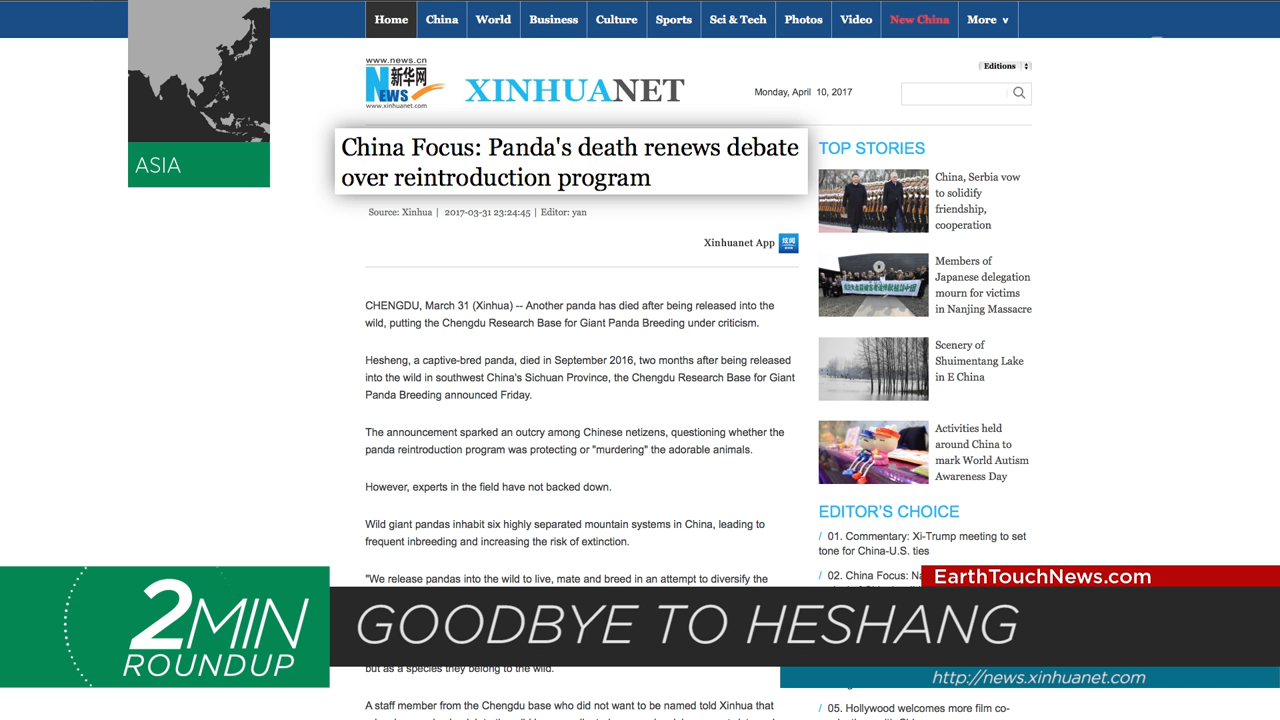 Home China World Business Culture Sports Sci & Tech Photos Video New China More v
www.news.cn
新华网
NEWS
www.xinhuanet.com
XINHUANET
Monday, April 10, 2017
Editions
ASIA
China Focus: Panda's death renews debate
over reintroduction program
Source: Xinhua | 2017-03-31 23:24:45 | Editor: yan
Xinhuanet App
CHENGDU, March 31 (Xinhua) -- Another panda has died after being released into the
wild, putting the Chengdu Research Base for Giant Panda Breeding under criticism.
Hesheng, a captive-bred panda, died in September 2016, two months after being released
into the wild in southwest China's Sichuan Province, the Chengdu Research Base for Giant
Panda Breeding announced Friday.
The announcement sparked an outcry among Chinese netizens, questioning whether the
panda reintroduction program was protecting or "murdering" the adorable animals.
However, experts in the field have not backed down.
Wild giant pandas inhabit six highly separated mountain systems in China, leading to
frequent inbreeding and increasing the risk of extinction.
"We release pandas into the wild to live, mate and breed in an attempt to diversify the
but as a species they belong to the wild.
A staff member from the Chengdu base who did not want to be named told Xinhua that
TOP STORIES
China, Serbia vow
to solidify
friendship,
cooperation
Members of
Japanese delegation
mourn for victims
in Nanjing Massacre
Scenery of
Shuimentang Lake
in E China
Activities held
around China to
mark World Autism
Awareness Day
EDITOR'S CHOICE
/ 01. Commentary: Xi-Trump meeting to set
tone for China-U.S. ties
/ 02. China Focus:
/ 05. Hollywood welcomes more film co-
EarthTouchNews.com
2MIN
ROUNDUP
GOODBYE TO HESHANG
http://news.xinhuanet.com